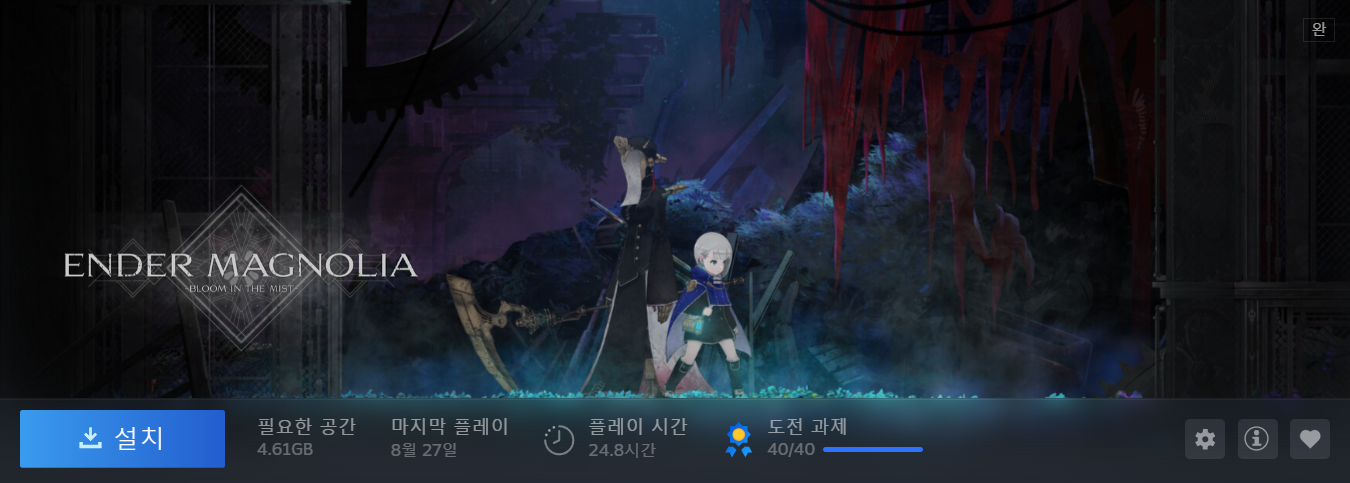 완
ENDER MAGNOLIA
BLOOM IN THE MIST
설치
필요한 공간
4.61GB
마지막 플레이
8월 27일
플레이 시간
24.8시간
도전 과제
40/40